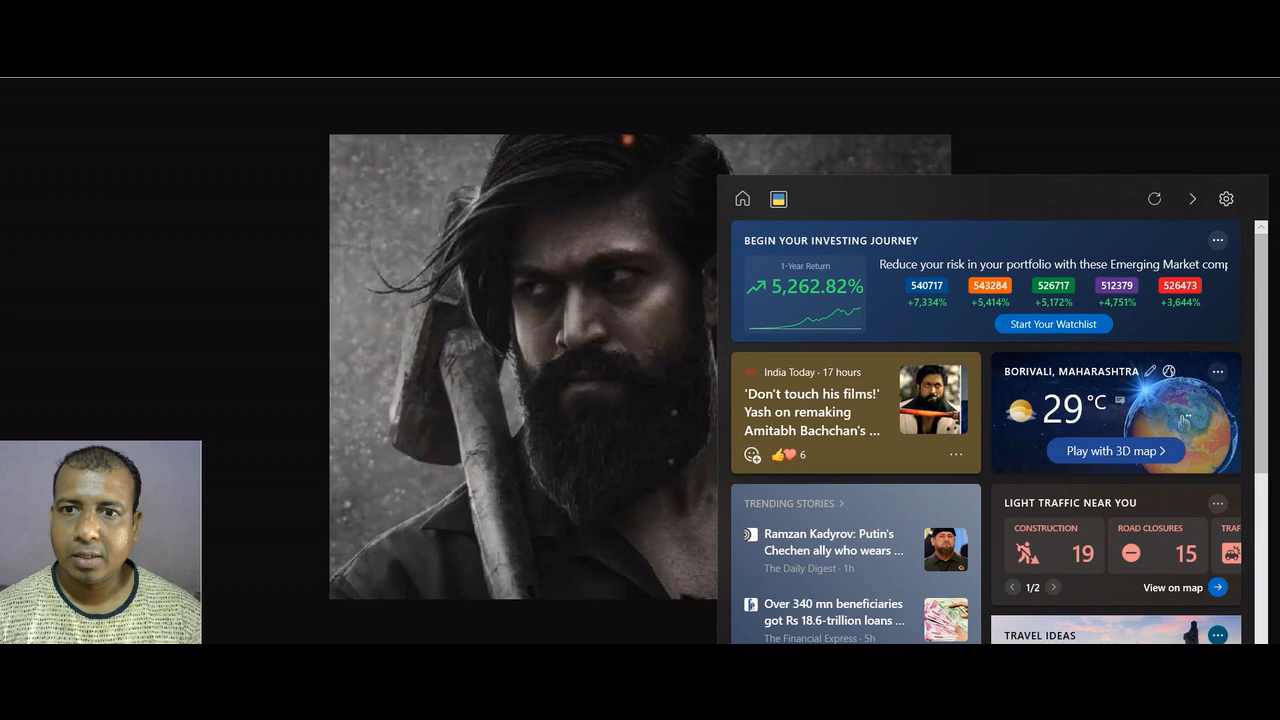 BEGIN YOUR INVESTING JOURNEY
1-Year Return
5,262.82%
Reduce your risk in your portfolio with these Emerging Market comp
540717 543284 526717 512379 526473
+7,334% +5,414% +5,172% +4,751% +3,644%
Start Your Watchlist
India Today · 17 hours
'Don't touch his films!'
Yash on remaking
Amitabh Bachchan's ...
6
BORIVALI, MAHARASHTRA
29 °C
Play with 3D map
TRENDING STORIES
Ramzan Kadyrov: Putin's
Chechen ally who wears ...
The Daily Digest · 1h
Over 340 mn beneficiaries
got Rs 18.6-trillion loans ...
The Financial Express · 5h
LIGHT TRAFFIC NEAR YOU
CONSTRUCTION ROAD CLOSURES TRAF
19 15
1/2
View on map
TRAVEL IDEAS